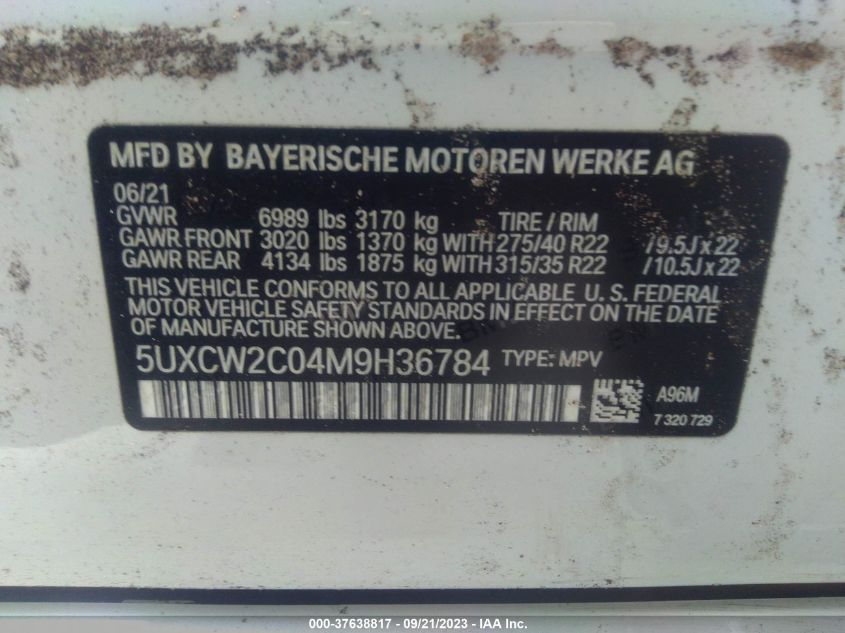 MFD BY BAYERISCHE MOTOREN WERKE AG
06/21
GVWR 6989 lbs 3170 kg TIRE / RIM
GAWR FRONT 3020 lbs 1370 kg WITH 275/40 R22 / 9.5J x 22
GAWR REAR 4134 lbs 1875 kg WITH 315/35 R22 / 10.5J x 22
THIS VEHICLE CONFORMS TO ALL APPLICABLE U. S. FEDERAL
MOTOR VEHICLE SAFETY STANDARDS IN EFFECT ON THE DATE
OF MANUFACTURE SHOWN ABOVE.
5UXCW2C04M9H36784 TYPE: MPV
A96M
7 320 729
000-37638817 - 09/21/2023 - IAA Inc.